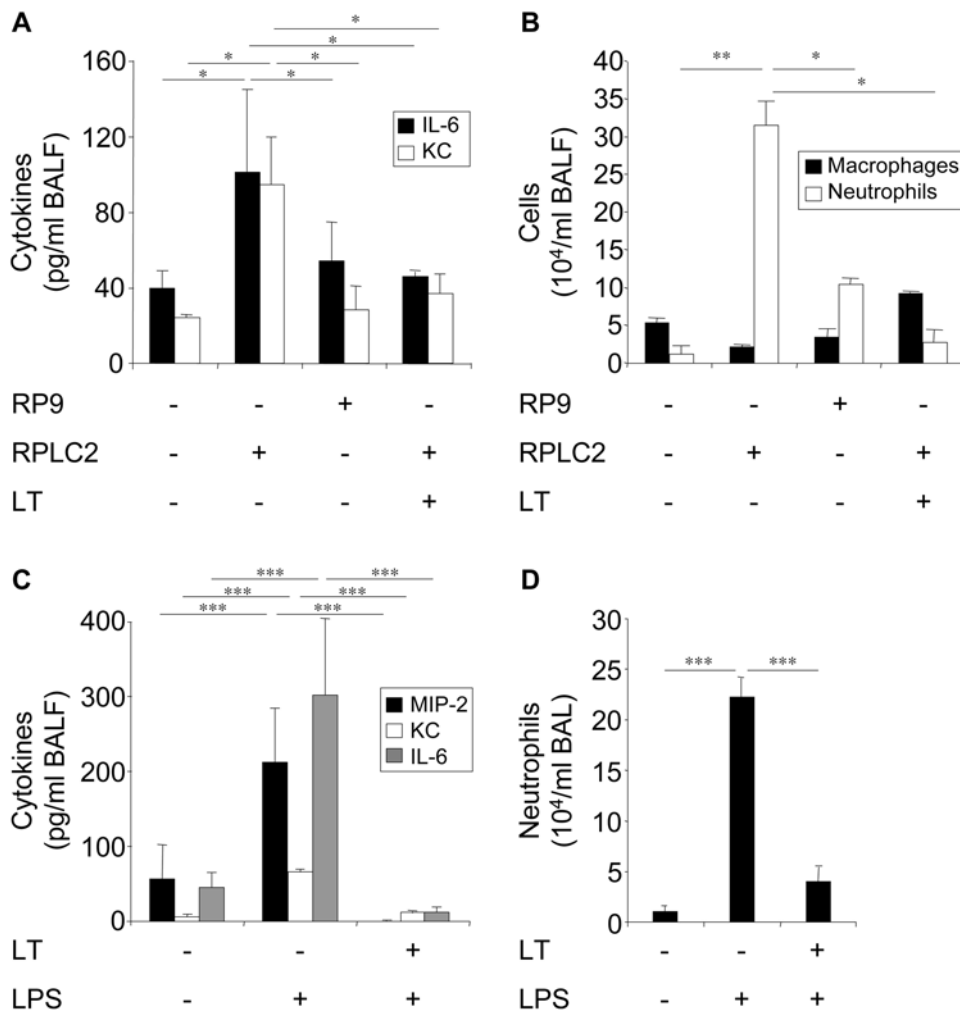 A
*
*
* *
* *
160
120
80
40
0
Cytokines
(pg/ml BALF)
IL-6
KC
RP9 - - + -
RPLC2 - + - +
LT - - - +
B
** *
*
40
35
30
25
20
15
10
5
0
Cells
(10⁴/ml BALF)
Macrophages
Neutrophils
RP9 - - + -
RPLC2 - + - +
LT - - - +
C
*** ***
*** ***
*** ***
400
300
200
100
0
Cytokines
(pg/ml BALF)
MIP-2
KC
IL-6
LT - - +
LPS - + +
D
30
25
20
15
10
5
0
*** ***
Neutrophils
(10⁴/ml BAL)
LT - - +
LPS - + +